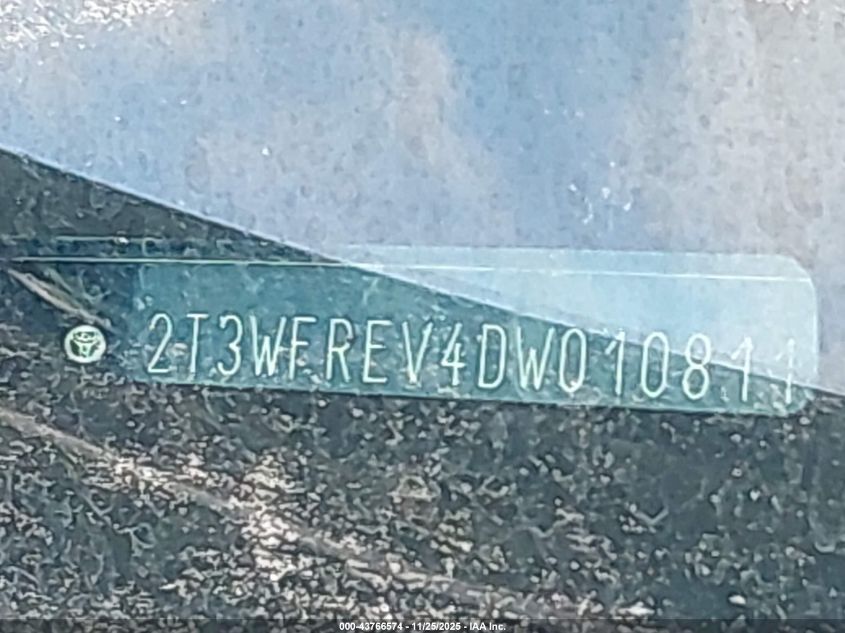 2T3WFREV4DW010811
000-43766574 - 11/25/2025 - IAA Inc.